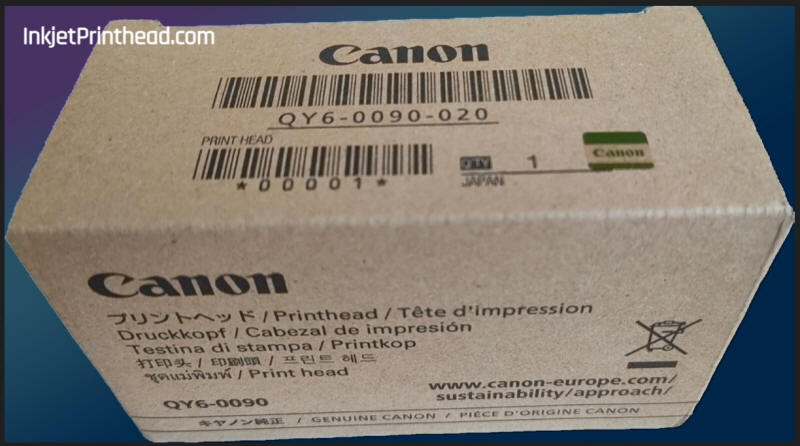 InkjetPrinthead.com
Canon
QY6-0090-020
PRINT HEAD
*00001*
QTY 1
JAPAN
Canon
Canon
プリントヘッド / Printhead / Tête d'impression
Druckkopf / Cabezal de impresión
Testina di stampa / Printkop
打印头 / 印刷頭 / 프린트 헤드
ชุดแม่พิมพ์ / Print head
www.canon-europe.com/
sustainability/approach/
QY6-0090
キヤノン純正 / GENUINE CANON / PIÈCE D'ORIGINE CANON